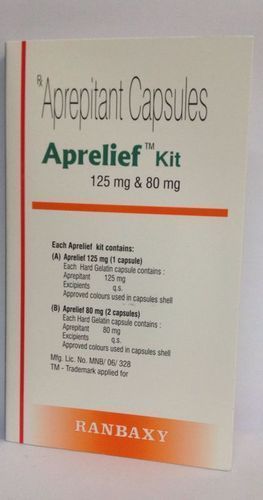 Rx Aprepitant Capsules
Aprelief™ Kit
125 mg & 80 mg
Each Aprelief kit contains:
(A) Aprelief 125 mg (1 capsule)
Each Hard Gelatin capsule contains :
Aprepitant 125 mg
Excipients q.s.
Approved colours used in capsules shell
(B) Aprelief 80 mg (2 capsules)
Each Hard Gelatin capsule contains :
Aprepitant 80 mg
Excipients q.s.
Approved colours used in capsules shell
Mfg. Lic. No. MNB/ 06/ 328
TM - Trademark applied for
RANBAXY